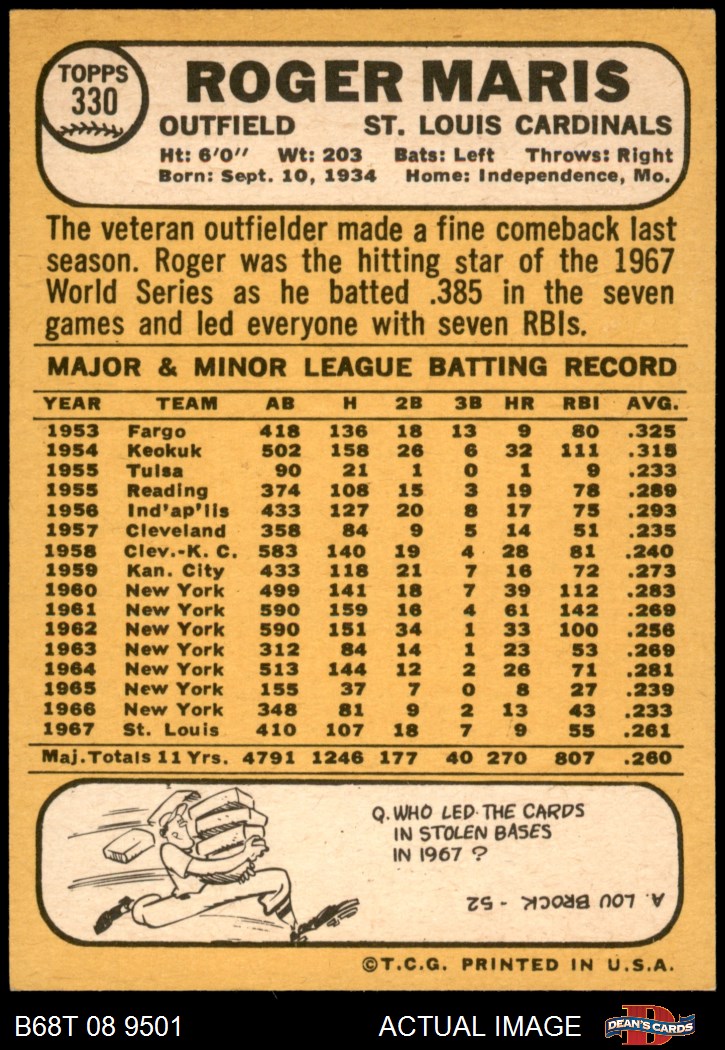 TOPPS
330
ROGER MARIS
OUTFIELD ST. LOUIS CARDINALS
Ht: 6'0'' Wt: 203 Bats: Left Throws: Right
Born: Sept. 10, 1934 Home: Independence, Mo.
The veteran outfielder made a fine comeback last
season. Roger was the hitting star of the 1967
World Series as he batted .385 in the seven
games and led everyone with seven RBIs.
MAJOR & MINOR LEAGUE BATTING RECORD
YEAR TEAM AB H 2B 3B HR RBI AVG.
1953 Fargo 418 136 18 13 9 80 .325
1954 Keokuk 502 158 26 6 32 111 .315
1955 Tulsa 90 21 1 0 1 9 .233
1955 Reading 374 108 15 3 19 78 .289
1956 Ind'ap'lis 433 127 20 8 17 75 .293
1957 Cleveland 358 84 9 5 14 51 .235
1958 Clev.-K. C. 583 140 19 4 28 81 .240
1959 Kan. City 433 118 21 7 16 72 .273
1960 New York 499 141 18 7 39 112 .283
1961 New York 590 159 16 4 61 142 .269
1962 New York 590 151 34 1 33 100 .256
1963 New York 312 84 14 1 23 53 .269
1964 New York 513 144 12 2 26 71 .281
1965 New York 155 37 7 0 8 27 .239
1966 New York 348 81 9 2 13 43 .233
1967 St. Louis 410 107 18 7 9 55 .261
Maj. Totals 11 Yrs. 4791 1246 177 40 270 807 .260
Q. WHO LED THE CARDS
IN STOLEN BASES
IN 1967 ?
A. LOU BROCK - 52
©T.C.G. PRINTED IN U.S.A.
B68T 08 9501 ACTUAL IMAGE
D
DEAN'S CARDS